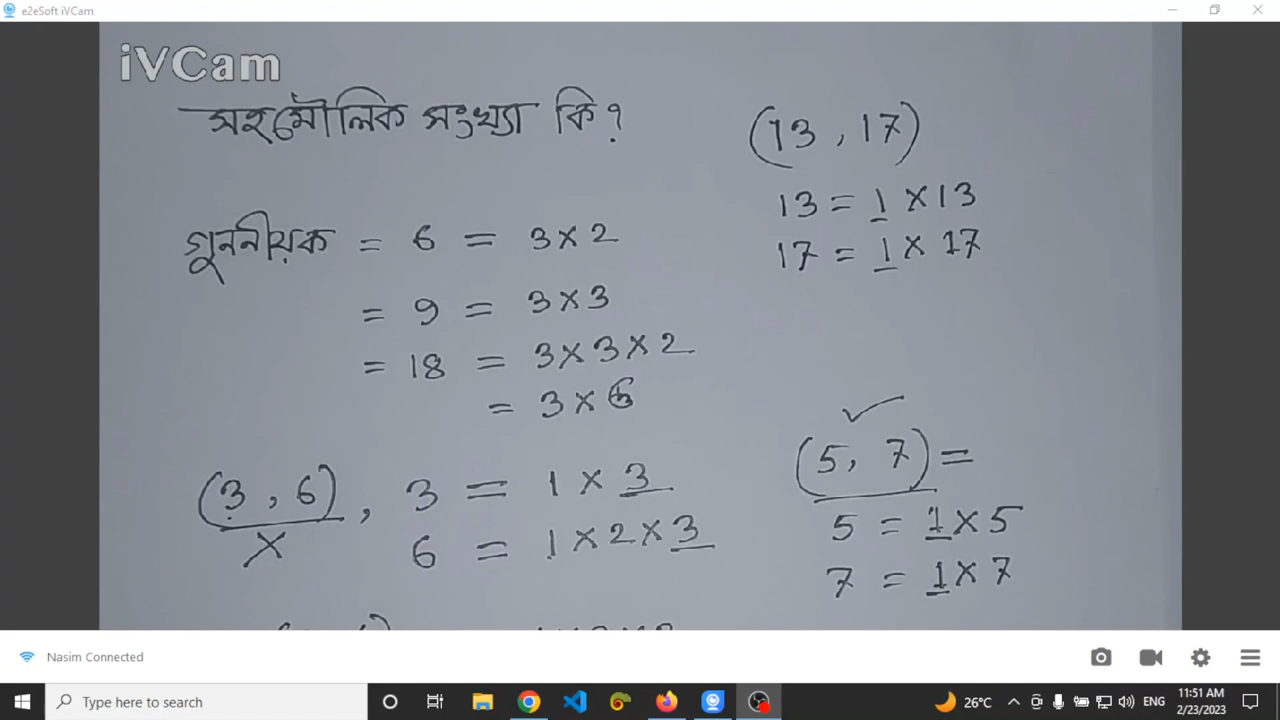 e2eSoft iVCam
iVCam
সহমৌলিক সংখ্যা কি?
গুননীয়ক = 6 = 3×2
= 9 = 3×3
= 18 = 3×3×2
= 3×6
(3, 6), 3 = 1×3
× 6 = 1×2×3
(13, 17)
13 = 1×13
17 = 1×17
✓
(5, 7) =
5 = 1×5
7 = 1×7
Nasim Connected
Type here to search
26°C
ENG
11:51 AM
2/23/2023